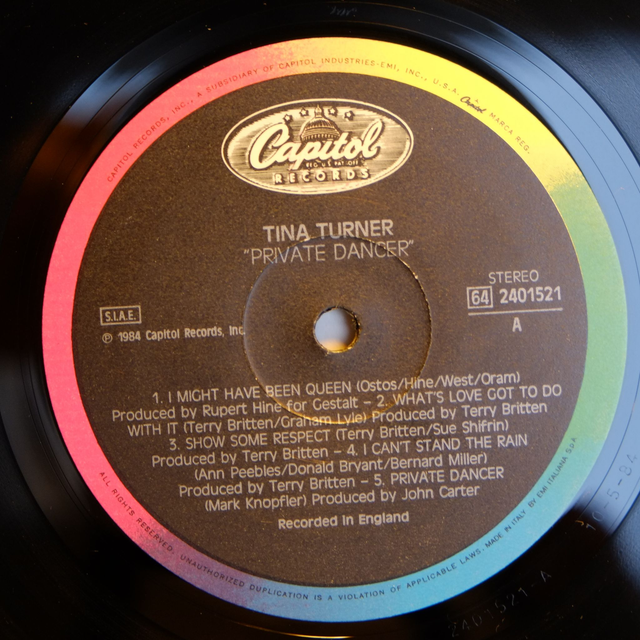 CAPITOL RECORDS, INC., A SUBSIDIARY OF CAPITOL INDUSTRIES-EMI, INC., U.S.A. Capitol MARCA REG.
Capitol
RECORDS
TINA TURNER
"PRIVATE DANCER"
STEREO
64 2401521
A
S.I.A.E.
℗ 1984 Capitol Records, Inc
1. I MIGHT HAVE BEEN QUEEN (Ostos/Hine/West/Oram)
Produced by Rupert Hine for Gestalt – 2. WHAT'S LOVE GOT TO DO
WITH IT (Terry Britten/Graham Lyle) Produced by Terry Britten
3. SHOW SOME RESPECT (Terry Britten/Sue Shifrin)
Produced by Terry Britten – 4. I CAN'T STAND THE RAIN
(Ann Peebles/Donald Bryant/Bernard Miller)
Produced by Terry Britten – 5. PRIVATE DANCER
(Mark Knopfler) Produced by John Carter
Recorded in England
ALL RIGHTS RESERVED. UNAUTHORIZED DUPLICATION IS A VIOLATION OF APPLICABLE LAWS. MADE IN ITALY BY EMI ITALIANA S.p.A.
2401521-A